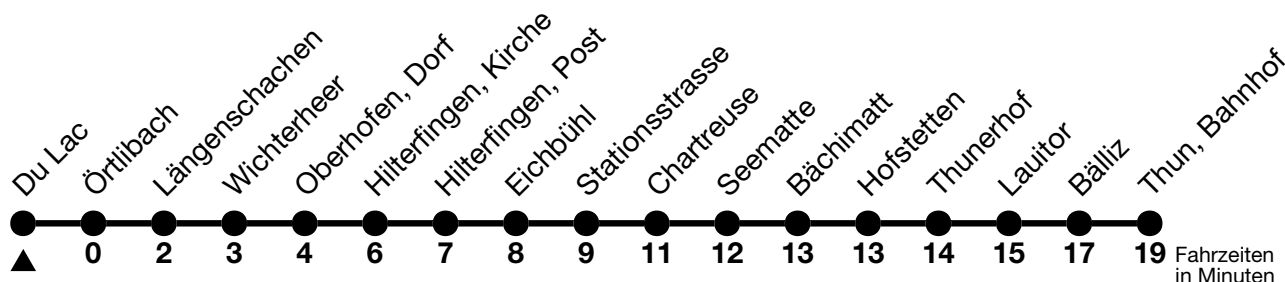 Du Lac
Örtlibach
Längenschachen
Wichterheer
Oberhofen, Dorf
Hilterfingen, Kirche
Hilterfingen, Post
Eichbühl
Stationsstrasse
Chartreuse
Seematte
Bächimatt
Hofstetten
Thunerhof
Lauitor
Bälliz
Thun, Bahnhof
0 2 3 4 6 7 8 9 11 12 13 13 14 15 17 19 Fahrzeiten
in Minuten